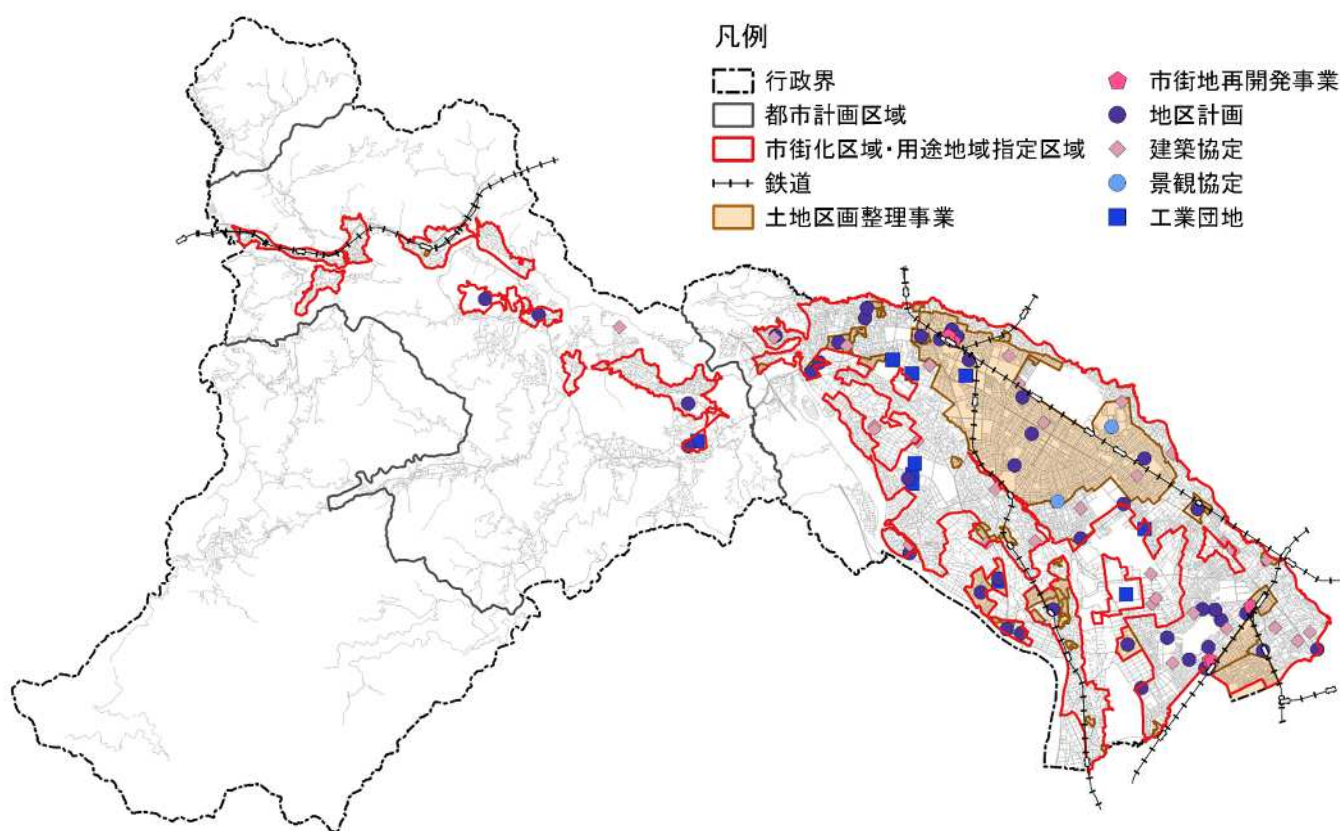 凡例
行政界
都市計画区域
市街化区域・用途地域指定区域
鉄道
土地区画整理事業
市街地再開発事業
地区計画
建築協定
景観協定
工業団地